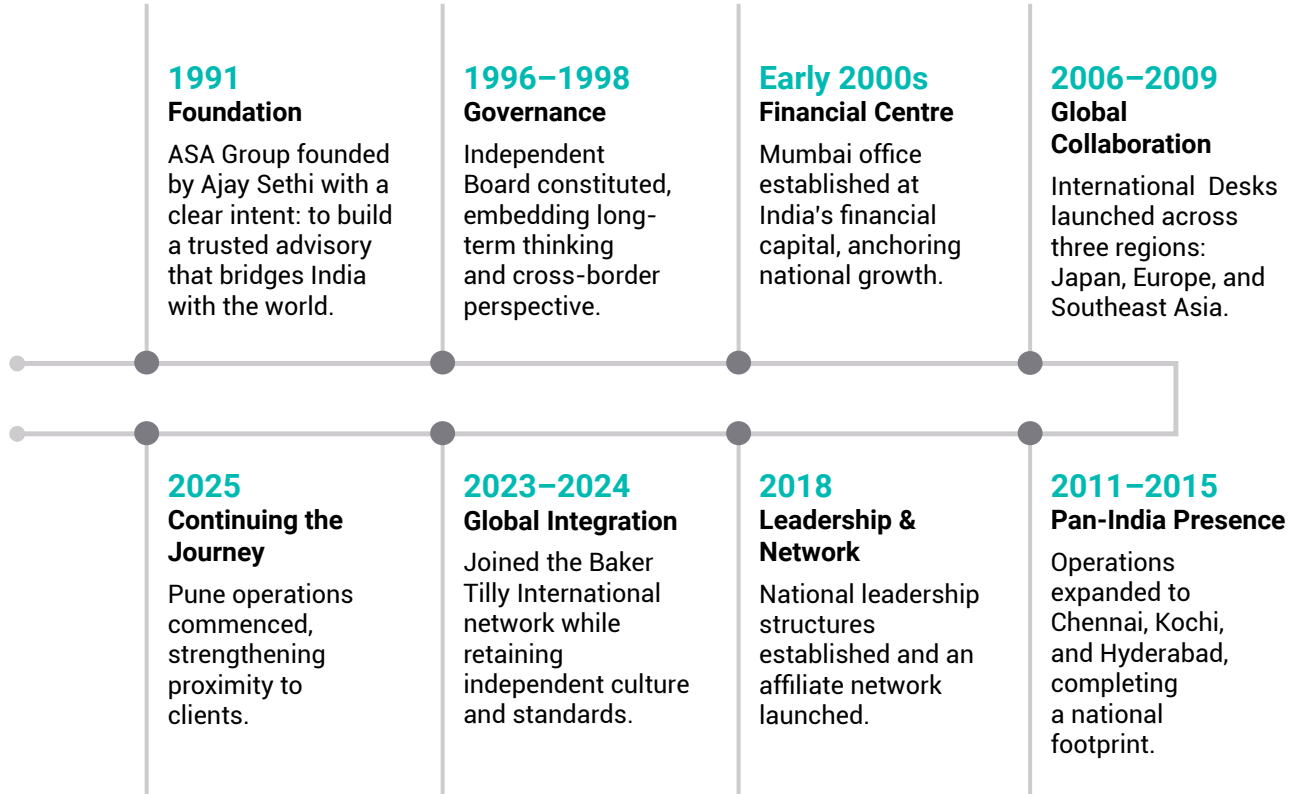 1991
Foundation
ASA Group founded
by Ajay Sethi with a
clear intent: to build
a trusted advisory
that bridges India
with the world.
1996–1998
Governance
Independent
Board constituted,
embedding long-
term thinking
and cross-border
perspective.
Early 2000s
Financial Centre
Mumbai office
established at
India's financial
capital, anchoring
national growth.
2006–2009
Global
Collaboration
International Desks
launched across
three regions:
Japan, Europe, and
Southeast Asia.
2011–2015
Pan-India Presence
Operations
expanded to
Chennai, Kochi,
and Hyderabad,
completing
a national
footprint.
2018
Leadership &
Network
National leadership
structures
established and an
affiliate network
launched.
2023–2024
Global Integration
Joined the Baker
Tilly International
network while
retaining
independent culture
and standards.
2025
Continuing the
Journey
Pune operations
commenced,
strengthening
proximity to
clients.